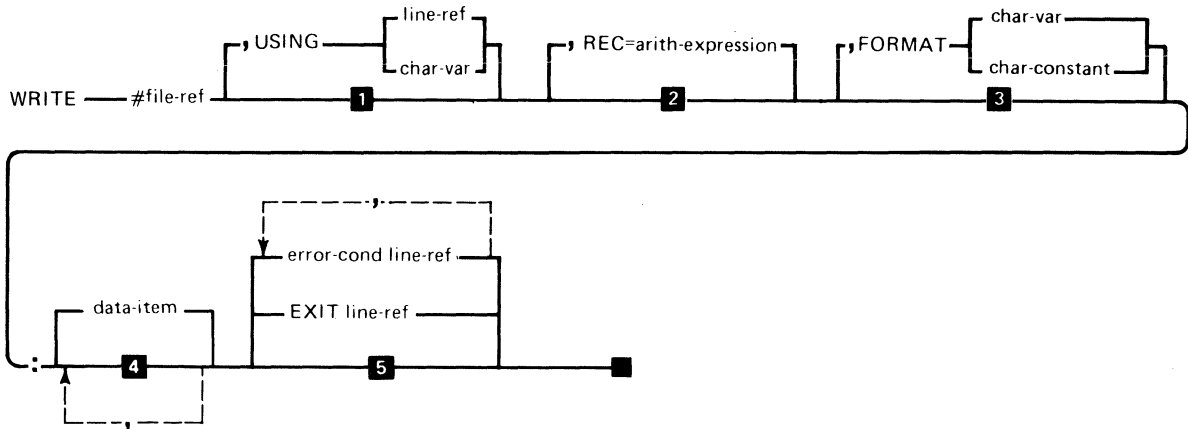 line-ref
, USING
char-var
, REC=arith-expression
char-var
,FORMAT
char-constant
WRITE #file-ref
1
2
3
,
error-cond line-ref
data-item
EXIT line-ref
:
4
5
,